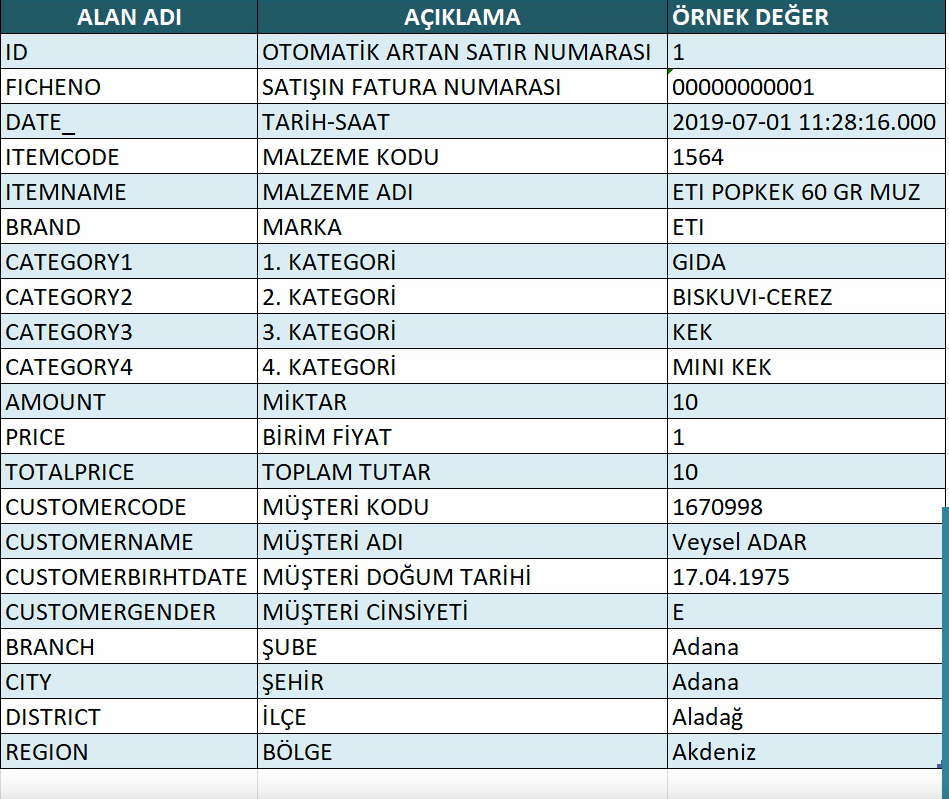 ALAN ADI AÇIKLAMA ÖRNEK DEĞER
ID OTOMATİK ARTAN SATIR NUMARASI 1
FICHENO SATIŞIN FATURA NUMARASI 00000000001
DATE_ TARİH-SAAT 2019-07-01 11:28:16.000
ITEMCODE MALZEME KODU 1564
ITEMNAME MALZEME ADI ETI POPKEK 60 GR MUZ
BRAND MARKA ETI
CATEGORY1 1. KATEGORİ GIDA
CATEGORY2 2. KATEGORİ BISKUVI-CEREZ
CATEGORY3 3. KATEGORİ KEK
CATEGORY4 4. KATEGORİ MINI KEK
AMOUNT MİKTAR 10
PRICE BİRİM FİYAT 1
TOTALPRICE TOPLAM TUTAR 10
CUSTOMERCODE MÜŞTERİ KODU 1670998
CUSTOMERNAME MÜŞTERİ ADI Veysel ADAR
CUSTOMERBIRHTDATE MÜŞTERİ DOĞUM TARİHİ 17.04.1975
CUSTOMERGENDER MÜŞTERİ CİNSİYETİ E
BRANCH ŞUBE Adana
CITY ŞEHİR Adana
DISTRICT İLÇE Aladağ
REGION BÖLGE Akdeniz